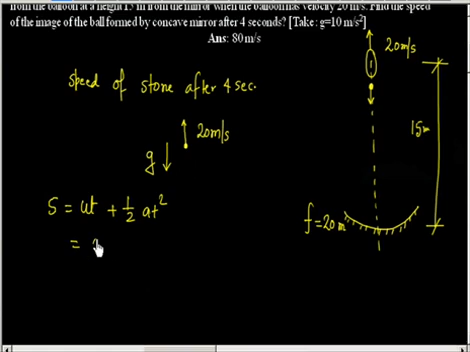 from the balloon at a height 15 m from the mirror when the balloon has velocity 20 m/s. Find the speed
of the image of the ball formed by concave mirror after 4 seconds? [Take : g=10 m/s²]
Ans: 80 m/s
speed of stone after 4 sec.
20m/s
g
S = ut + 1/2 at²
=
20m/s
15m
f=20m